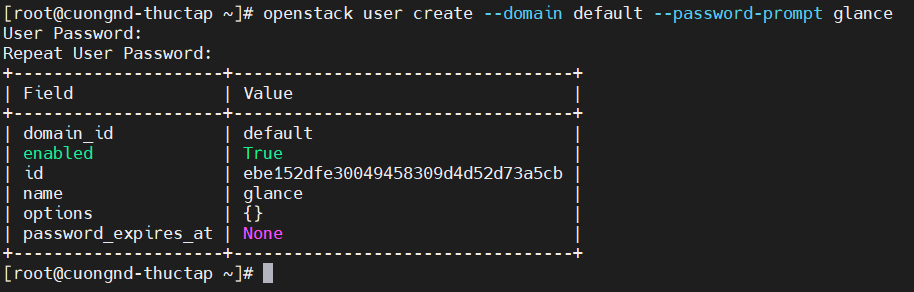 [root@cuongnd-thuctap ~]# openstack user create --domain default --password-prompt glance
User Password:
Repeat User Password:
+---------------------+----------------------------------+
| Field               | Value                            |
+---------------------+----------------------------------+
| domain_id           | default                          |
| enabled             | True                             |
| id                  | ebe152dfe30049458309d4d52d73a5cb |
| name                | glance                           |
| options             | {}                               |
| password_expires_at | None                             |
+---------------------+----------------------------------+
[root@cuongnd-thuctap ~]#